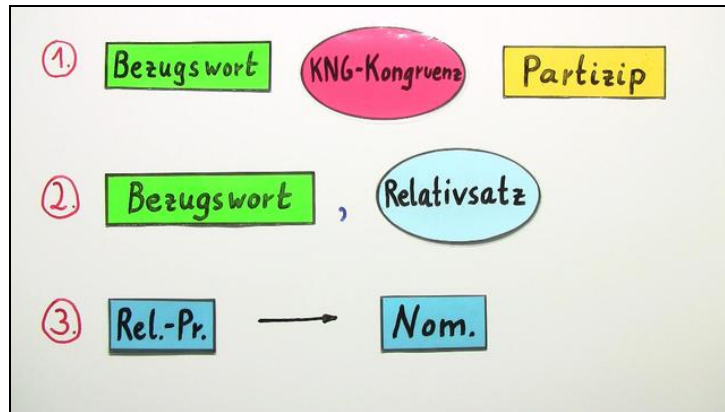 1. Bezugswort KNG-Kongruenz Partizip
2. Bezugswort , Relativsatz
3. Rel.-Pr. → Nom.